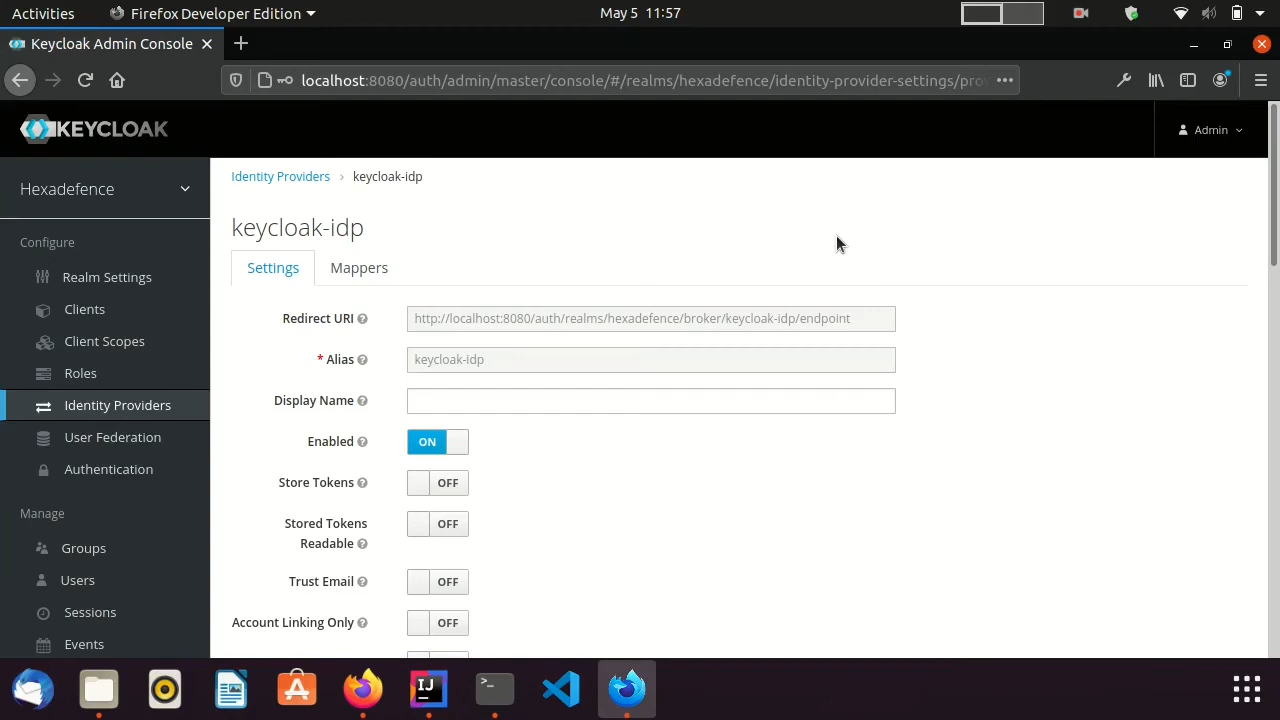 Activities
Firefox Developer Edition
May 5 11:57
Keycloak Admin Console
localhost:8080/auth/admin/master/console/#/realms/hexadefence/identity-provider-settings/pro
KEYCLOAK
Admin
Hexadefence
Configure
Realm Settings
Clients
Client Scopes
Roles
Identity Providers
User Federation
Authentication
Manage
Groups
Users
Sessions
Events
Identity Providers › keycloak-idp
keycloak-idp
Settings
Mappers
Redirect URI
http://localhost:8080/auth/realms/hexadefence/broker/keycloak-idp/endpoint
* Alias
keycloak-idp
Display Name
Enabled
ON
Store Tokens
OFF
Stored Tokens
Readable
OFF
Trust Email
OFF
Account Linking Only
OFF
IJ
>_